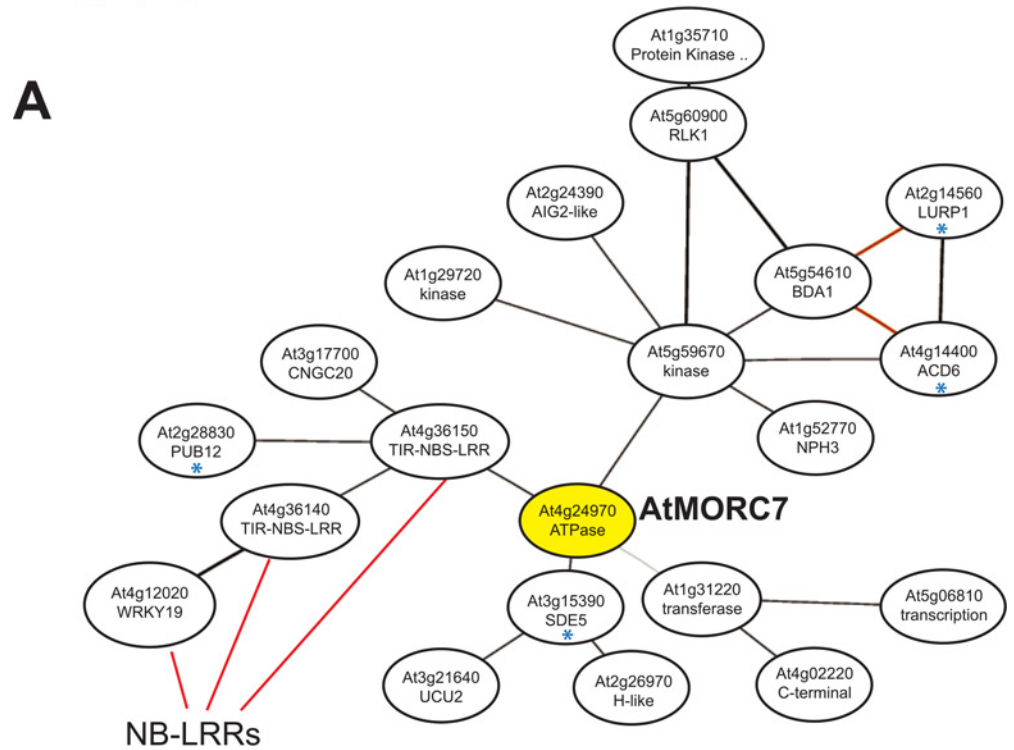 A
At1g35710
Protein Kinase ..
At5g60900
RLK1
At2g24390
AIG2-like
At2g14560
LURP1
*
At1g29720
kinase
At5g54610
BDA1
At3g17700
CNGC20
At5g59670
kinase
At4g14400
ACD6
*
At2g28830
PUB12
*
At4g36150
TIR-NBS-LRR
At1g52770
NPH3
At4g36140
TIR-NBS-LRR
At4g24970
ATPase
AtMORC7
At4g12020
WRKY19
At3g15390
SDE5
*
At1g31220
transferase
At5g06810
transcription
At3g21640
UCU2
At2g26970
H-like
At4g02220
C-terminal
NB-LRRs